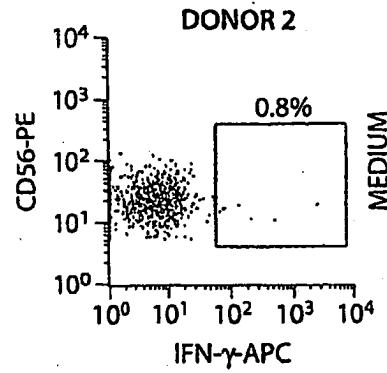 DONOR 2
10⁴
10³
10²
10¹
10⁰
CD56-PE
0.8%
MEDIUM
10⁰ 10¹ 10² 10³ 10⁴
IFN-γ-APC